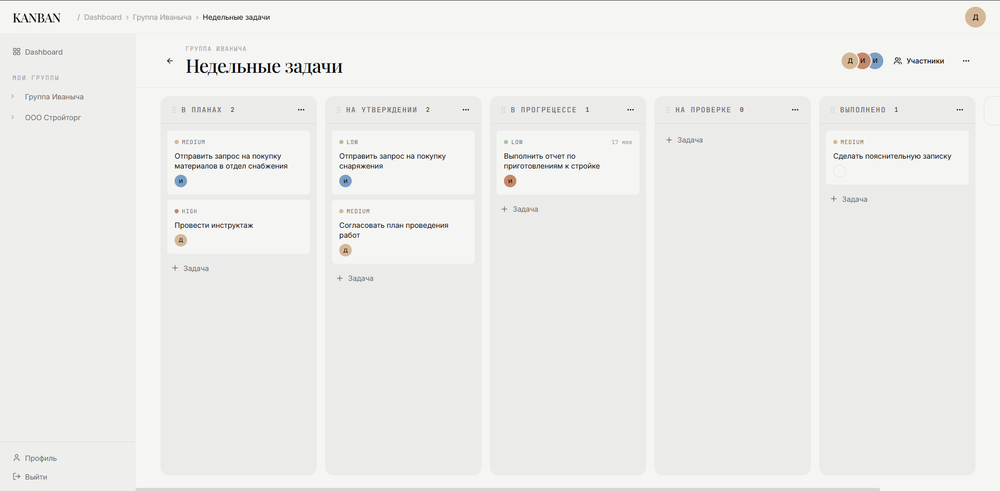 KANBAN
/ Dashboard › Группа Иваныча › Недельные задачи
Д
Dashboard
МОИ ГРУППЫ
Группа Иваныча
ООО Стройторг
Профиль
Выйти
ГРУППА ИВАНЫЧА
Недельные задачи
Д И И
Участники
В ПЛАНАХ 2
MEDIUM
Отправить запрос на покупку
материалов в отдел снабжения
И
HIGH
Провести инструктаж
Д
+ Задача
НА УТВЕРЖДЕНИИ 2
LOW
Отправить запрос на покупку
снаряжения
И
MEDIUM
Согласовать план проведения
работ
Д
+ Задача
В ПРОГРЕЦЕССЕ 1
LOW 17 мая
Выполнить отчет по
приготовлениям к стройке
И
+ Задача
НА ПРОВЕРКЕ 0
+ Задача
ВЫПОЛНЕНО 1
MEDIUM
Сделать пояснительную записку
+ Задача